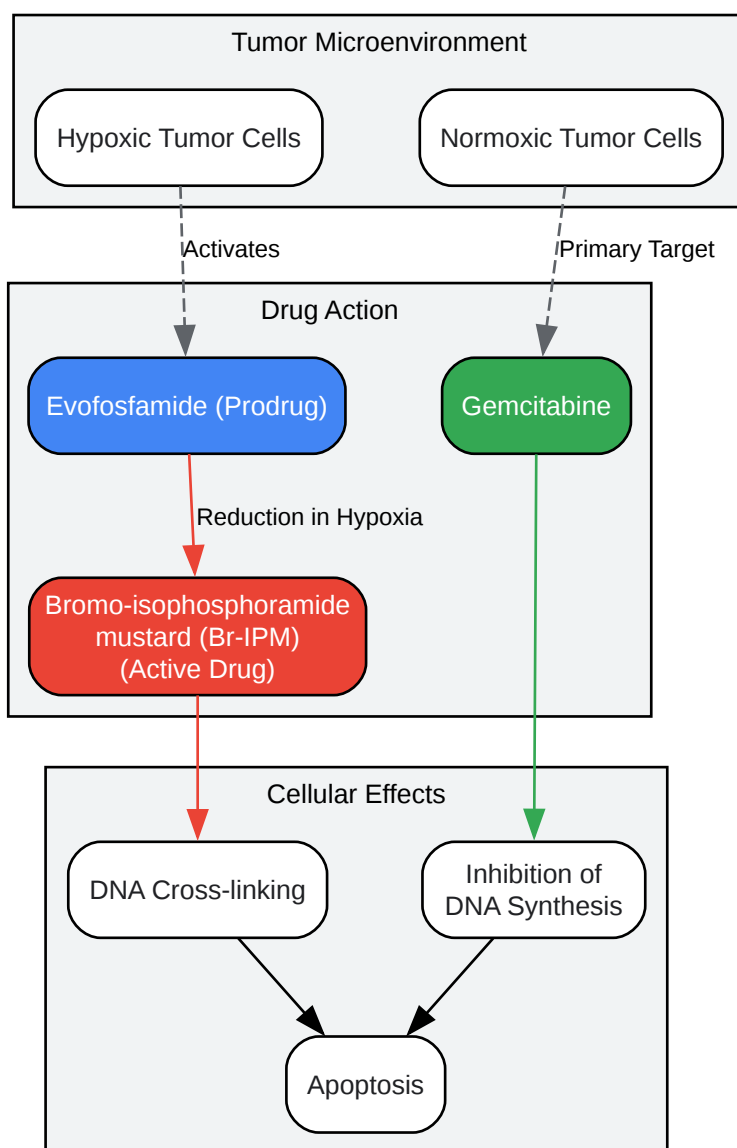 Tumor Microenvironment
Hypoxic Tumor Cells
Normoxic Tumor Cells
Activates
Primary Target
Drug Action
Evofosfamide (Prodrug)
Gemcitabine
Reduction in Hypoxia
Bromo-isophosphoramide
mustard (Br-IPM)
(Active Drug)
Cellular Effects
DNA Cross-linking
Inhibition of
DNA Synthesis
Apoptosis